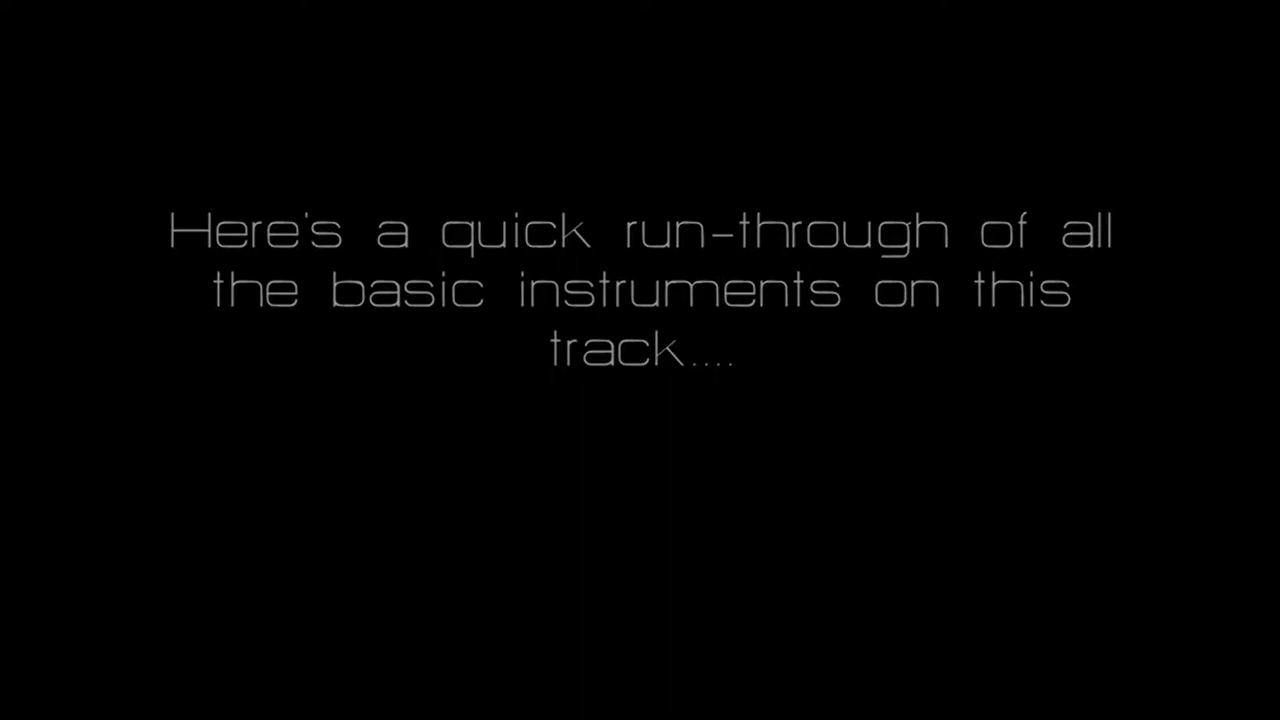 Here's a quick run-through of all
the basic instruments on this
track....